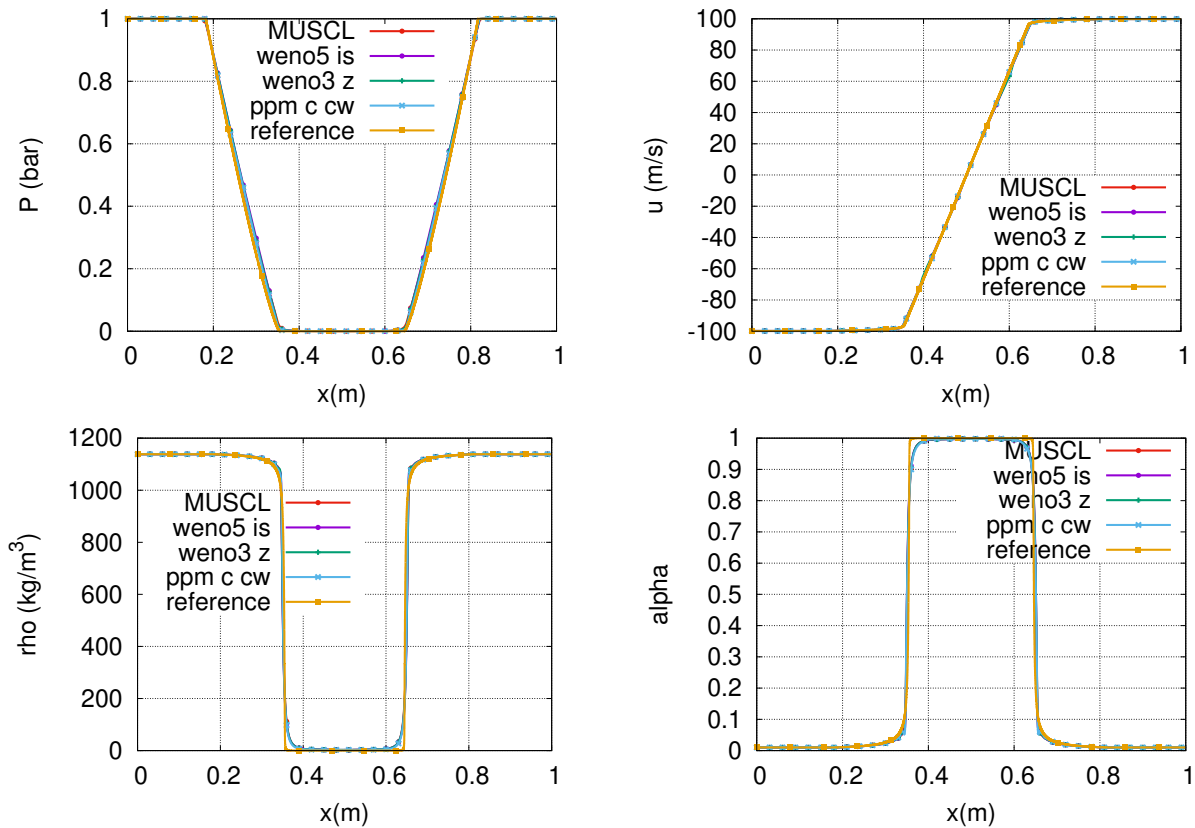 1
0.8
0.6
0.4
0.2
0
P (bar)
MUSCL
weno5 is
weno3 z
ppm c cw
reference
0 0.2 0.4 0.6 0.8 1
x(m)
100
80
60
40
20
0
-20
-40
-60
-80
-100
u (m/s)
MUSCL
weno5 is
weno3 z
ppm c cw
reference
0 0.2 0.4 0.6 0.8 1
x(m)
1200
1000
800
600
400
200
0
rho (kg/m³)
MUSCL
weno5 is
weno3 z
ppm c cw
reference
0 0.2 0.4 0.6 0.8 1
x(m)
1
0.9
0.8
0.7
0.6
0.5
0.4
0.3
0.2
0.1
0
alpha
MUSCL
weno5 is
weno3 z
ppm c cw
reference
0 0.2 0.4 0.6 0.8 1
x(m)